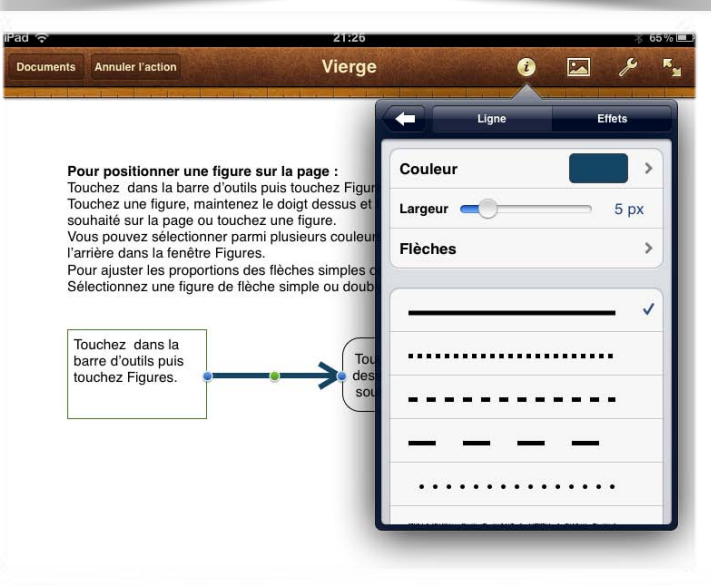 iPad 21:26 65%
Documents Annuler l'action Vierge
Ligne Effets
Couleur
Largeur 5 px
Flèches
Pour positionner une figure sur la page :
Touchez dans la barre d'outils puis touchez Figur
Touchez une figure, maintenez le doigt dessus et
souhaité sur la page ou touchez une figure.
Vous pouvez sélectionner parmi plusieurs couleur
l'arrière dans la fenêtre Figures.
Pour ajuster les proportions des flèches simples
Sélectionnez une figure de flèche simple ou doub
Touchez dans la
barre d'outils puis
touchez Figures.
Tou
des
sou